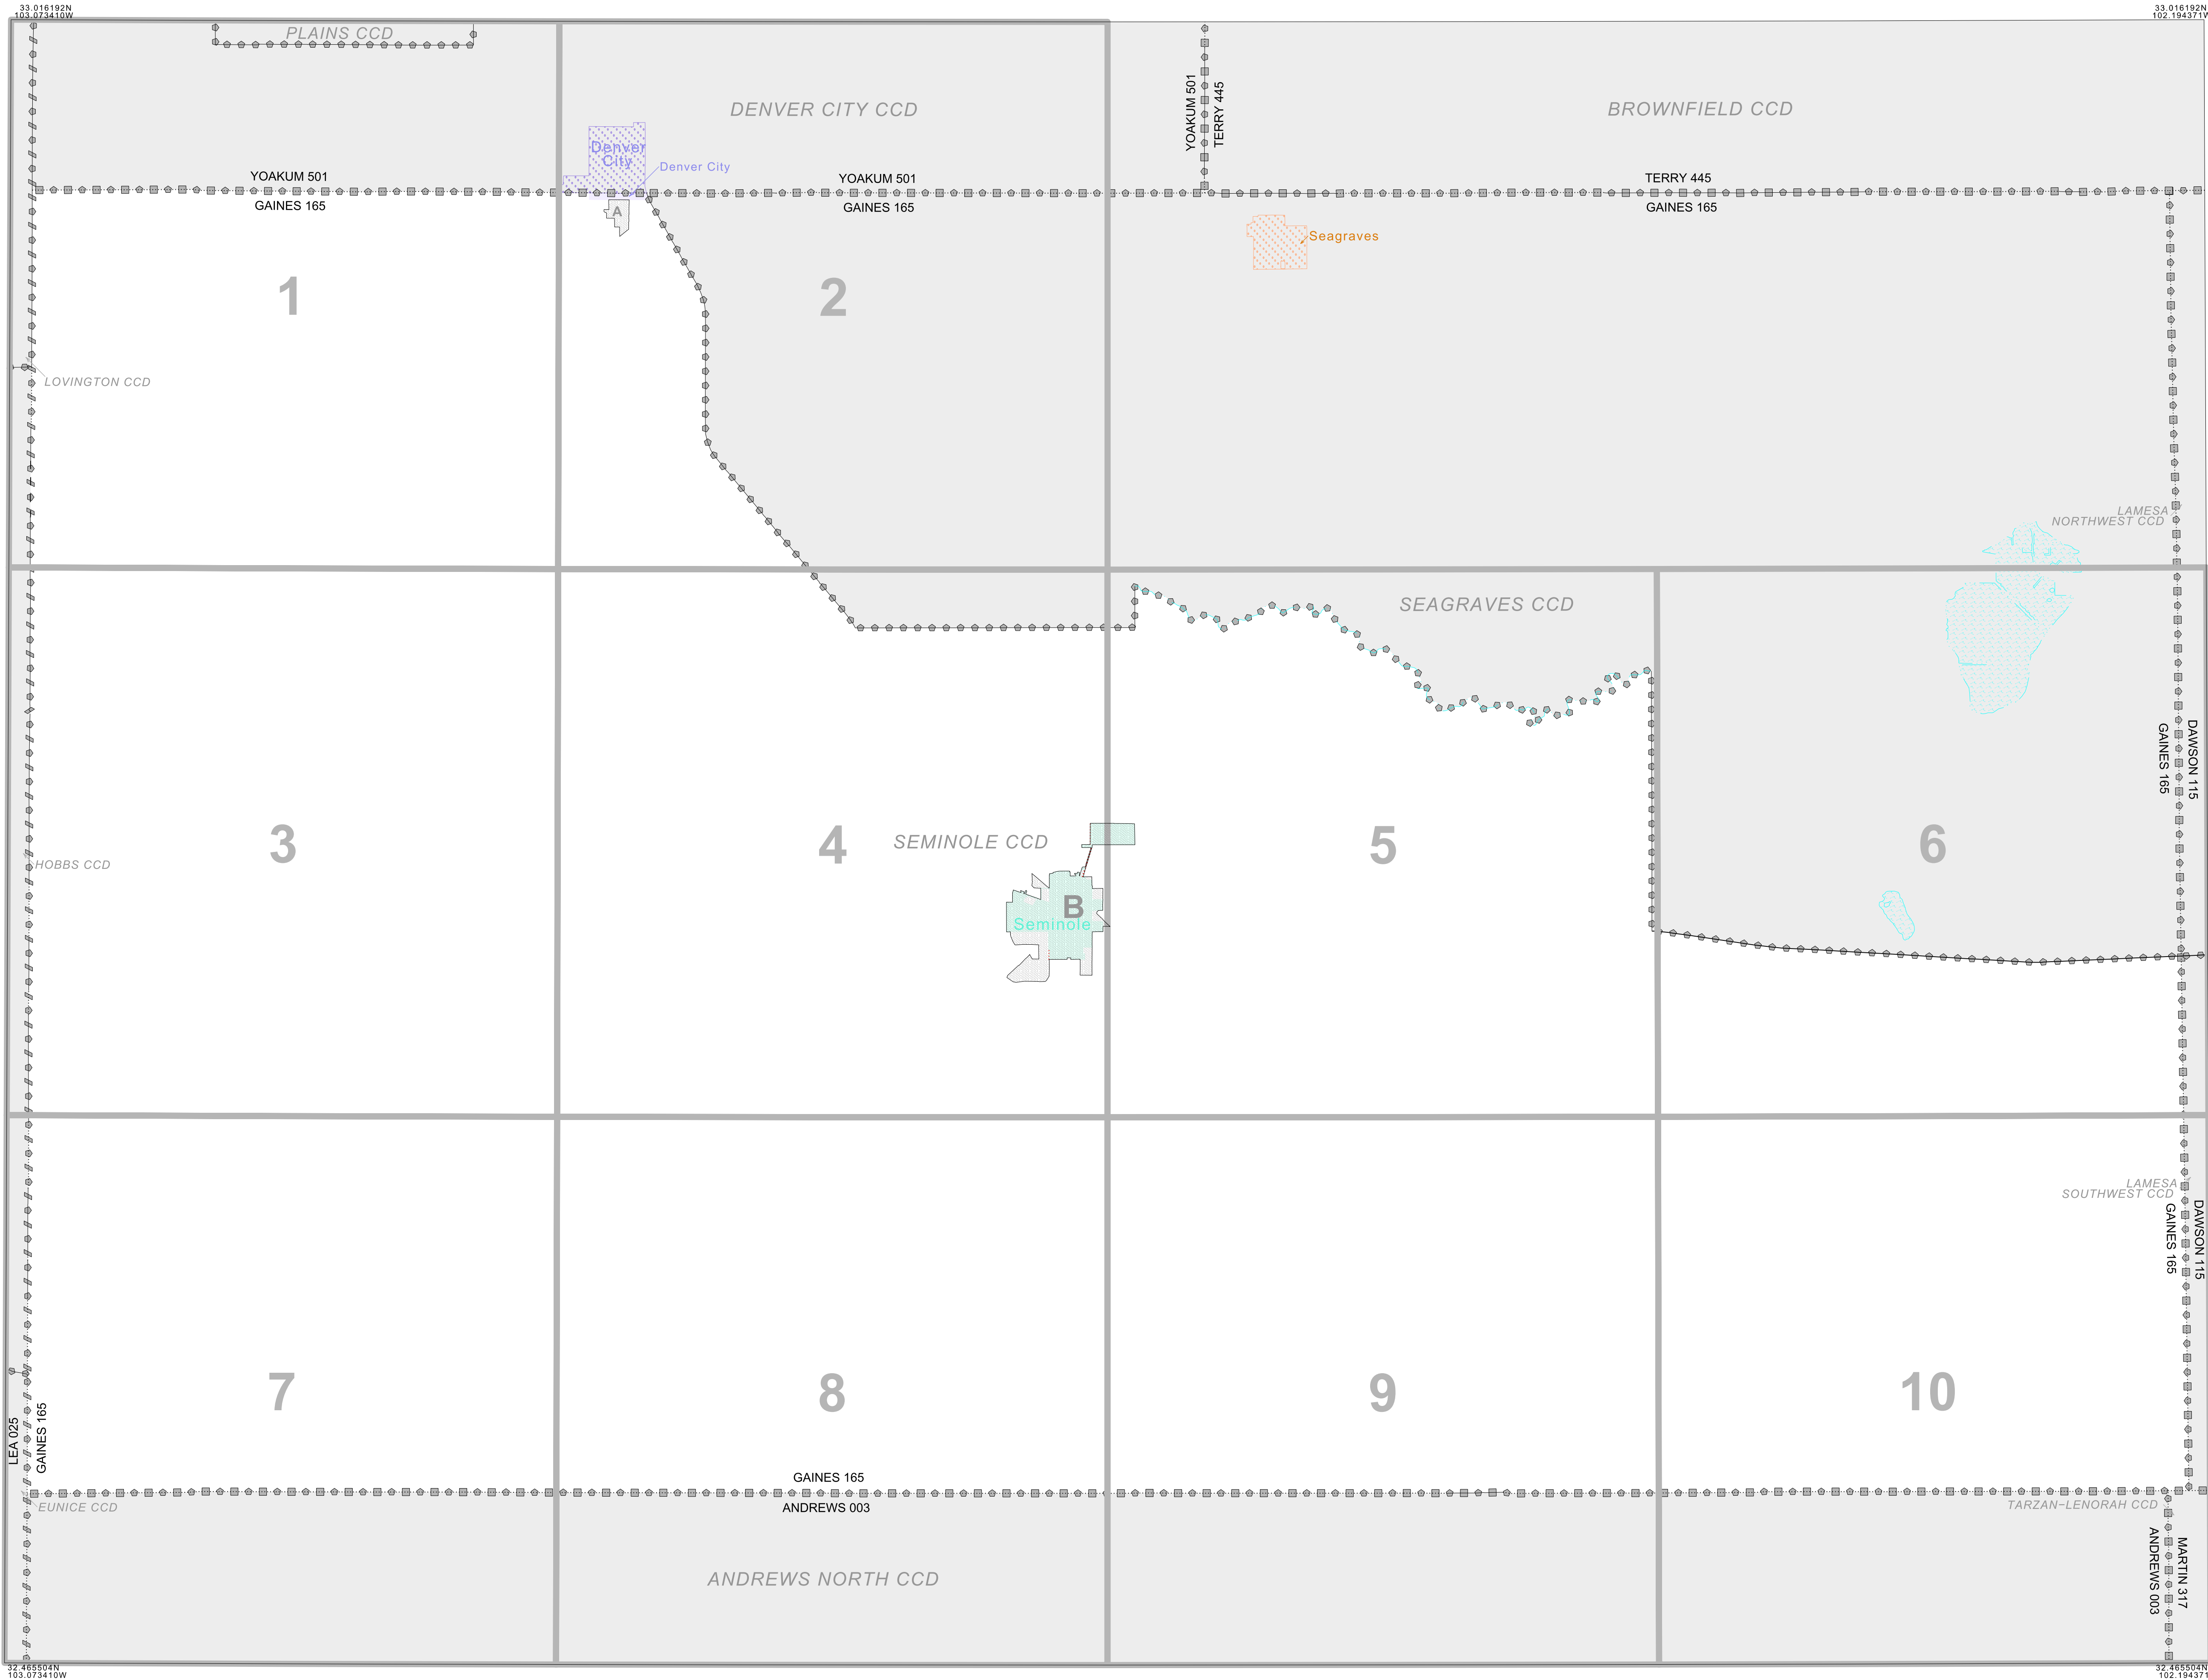 33.016192N
103.073410W
33.016192N
102.194371W
PLAINS CCD
DENVER CITY CCD
YOAKUM 501
TERRY 445
BROWNFIELD CCD
Denver
City
Denver City
YOAKUM 501
GAINES 165
YOAKUM 501
GAINES 165
TERRY 445
GAINES 165
A
Seagraves
1
2
LOVINGTON CCD
LAMESA
NORTHWEST CCD
SEAGRAVES CCD
GAINES 165
DAWSON 115
HOBBS CCD
3
4
SEMINOLE CCD
5
6
B
Seminole
LAMESA
SOUTHWEST CCD
GAINES 165
DAWSON 115
7
8
9
10
LEA 025
GAINES 165
GAINES 165
ANDREWS 003
EUNICE CCD
TARZAN-LENORAH CCD
ANDREWS 003
MARTIN 317
ANDREWS NORTH CCD
32.465504N
103.073410W
32.465504N
102.194371